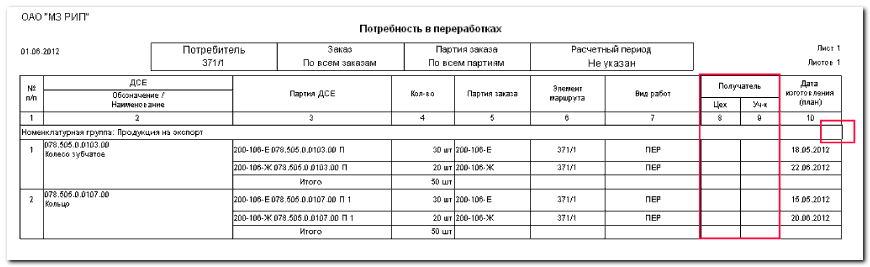 ОАО "МЗ РИП"
Потребность в переработках
01.06.2012 Потребитель Заказ Партия заказа Расчетный период Лист 1
371/1 По всем заказам По всем партиям Не указан Листов 1
№ п/п ДСЕ Партия ДСЕ Кол-во Партия заказа Элемент маршрута Вид работ Получатель Дата изготовления (план)
Обозначение / Наименование Цех Уч-к
1 2 3 4 5 6 7 8 9 10
Номенклатурная группа: Продукция на экспорт
1 078.505.0.0103.00 200-106-Е 078.505.0.0103.00 П 30 шт 200-106-Е 371/1 ПЕР 18.05.2012
Колесо зубчатое 200-106-Ж 078.505.0.0103.00 П 20 шт 200-106-Ж 371/1 ПЕР 22.06.2012
Итого 50 шт
2 078.505.0.0107.00 200-106-Е 078.505.0.0107.00 П 1 30 шт 200-106-Е 371/1 ПЕР 15.05.2012
Кольцо 200-106-Ж 078.505.0.0107.00 П 1 20 шт 200-106-Ж 371/1 ПЕР 20.06.2012
Итого 50 шт